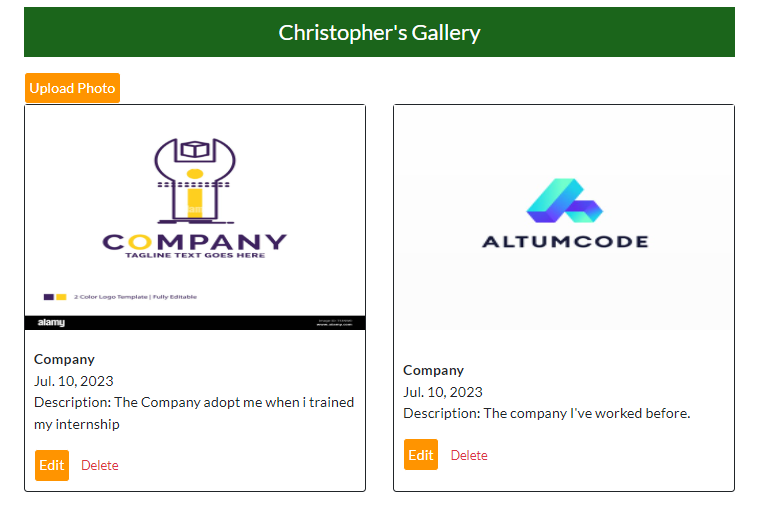 Christopher's Gallery
Upload Photo
COMPANY
TAGLINE TEXT GOES HERE
2 Color Logo Template | Fully Editable
alamy
www.alamy.com
Company
Jul. 10, 2023
Description: The Company adopt me when i trained
my internship
Edit Delete
ALTUMCODE
Company
Jul. 10, 2023
Description: The company I've worked before.
Edit Delete